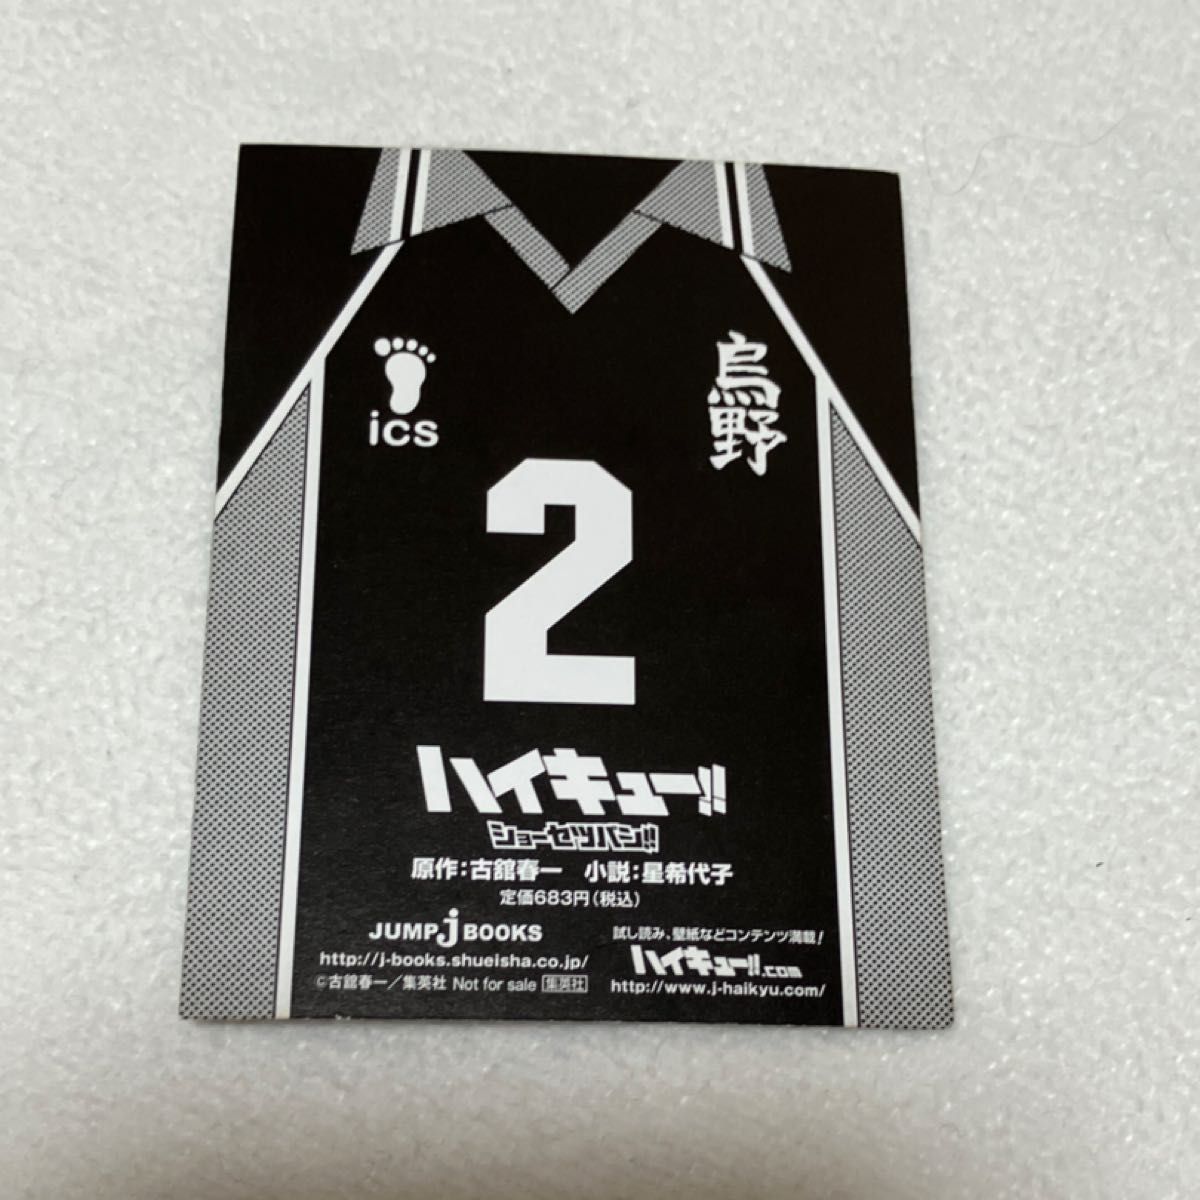 ics
烏野
2
ハイキュー!!
ショーセツバン!!
原作：古舘春一　小説：星希代子
定価683円（税込）
JUMP j BOOKS
http://j-books.shueisha.co.jp/
©古舘春一／集英社 Not for sale 集英社
試し読み、壁紙などコンテンツ満載！
ハイキュー!!.com
http://www.j-haikyu.com/